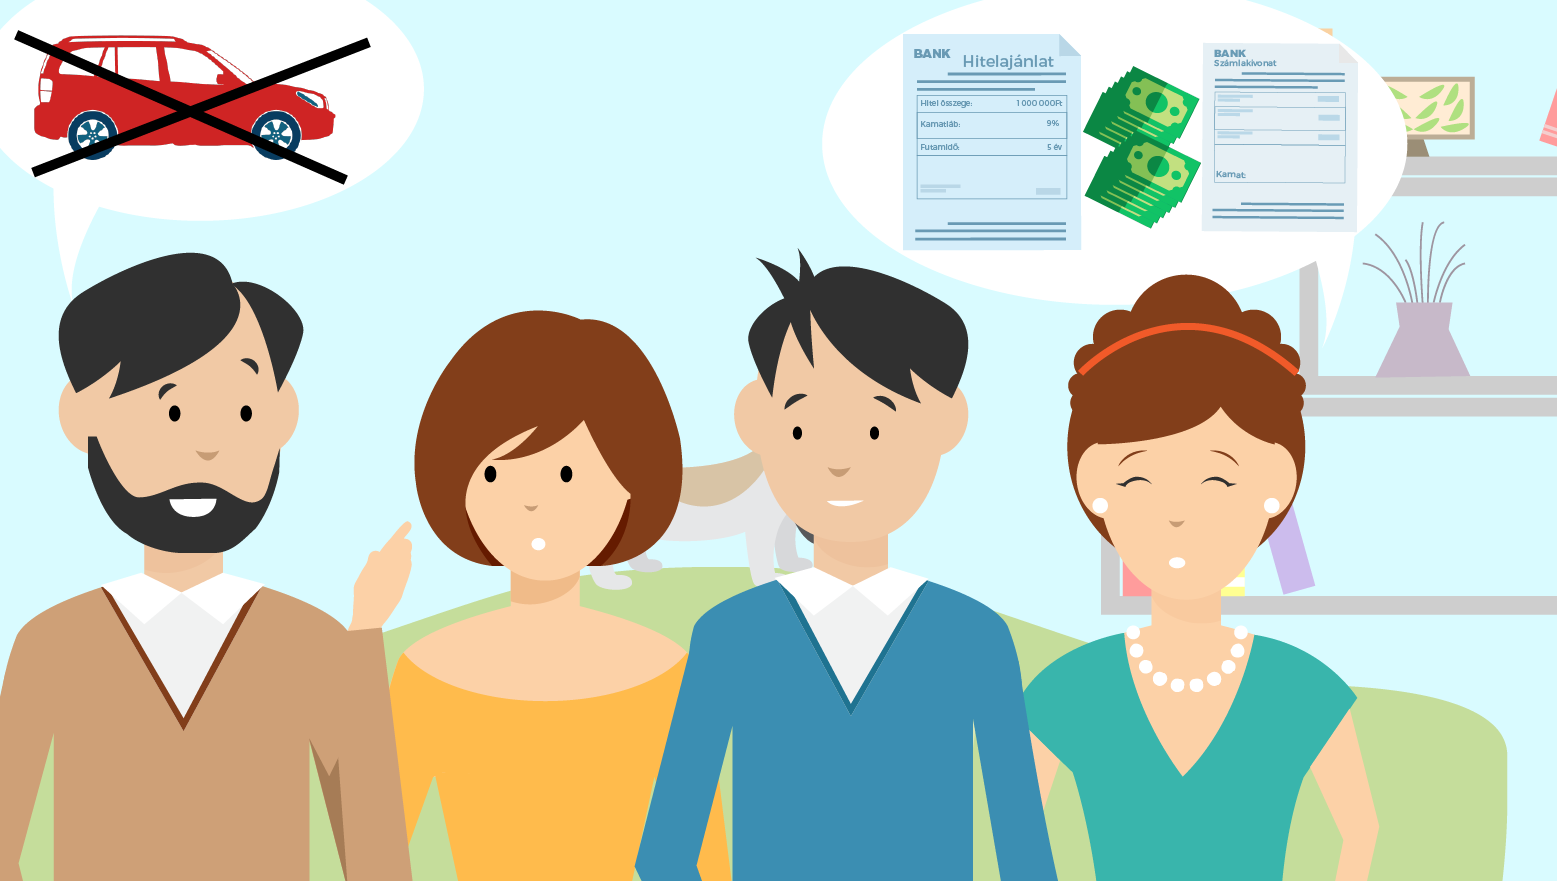 BANK
Hitelajánlat
Hitel összege: 1 000 000Ft
Kamatláb: 9%
Futamidő: 5 év
BANK
Számlakivonat
Kamat: